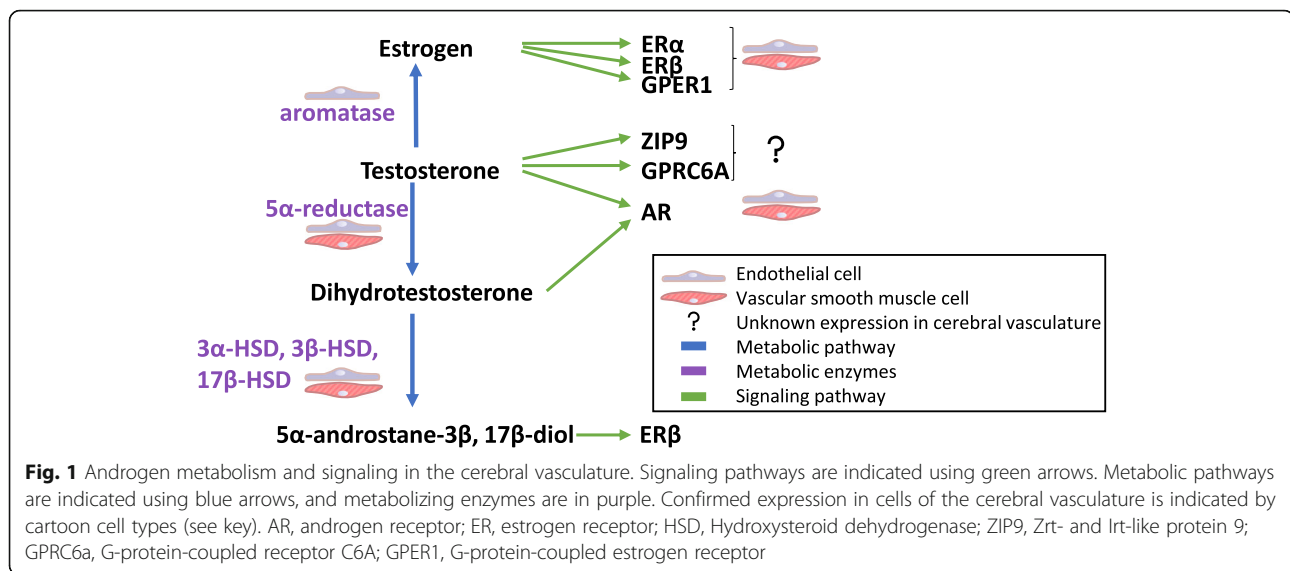 Estrogen
ERα
ERβ
GPER1
aromatase
ZIP9
?
Testosterone
GPRC6A
5α-reductase
AR
Dihydrotestosterone
Endothelial cell
Vascular smooth muscle cell
? Unknown expression in cerebral vasculature
Metabolic pathway
Metabolic enzymes
Signaling pathway
3α-HSD, 3β-HSD,
17β-HSD
5α-androstane-3β, 17β-diol
ERβ
Fig. 1 Androgen metabolism and signaling in the cerebral vasculature. Signaling pathways are indicated using green arrows. Metabolic pathways
are indicated using blue arrows, and metabolizing enzymes are in purple. Confirmed expression in cells of the cerebral vasculature is indicated by
cartoon cell types (see key). AR, androgen receptor; ER, estrogen receptor; HSD, Hydroxysteroid dehydrogenase; ZIP9, Zrt- and Irt-like protein 9;
GPRC6a, G-protein-coupled receptor C6A; GPER1, G-protein-coupled estrogen receptor